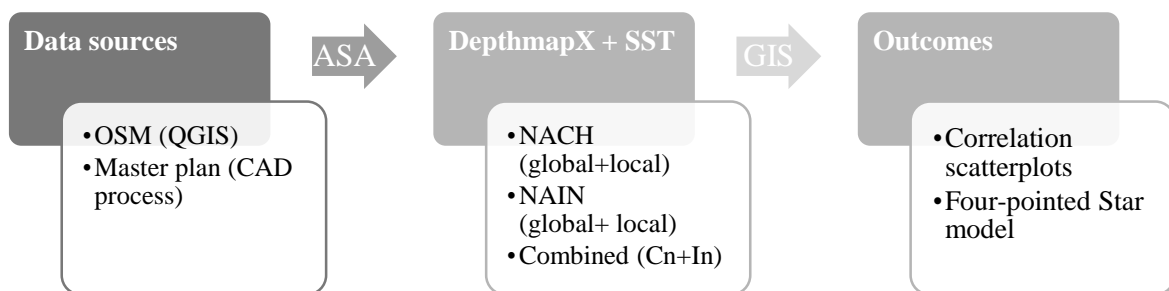 Data sources
•OSM (QGIS)
•Master plan (CAD
process)
ASA
DepthmapX + SST
•NACH
(global+local)
•NAIN
(global+ local)
•Combined (Cn+In)
GIS
Outcomes
•Correlation
scatterplots
•Four-pointed Star
model